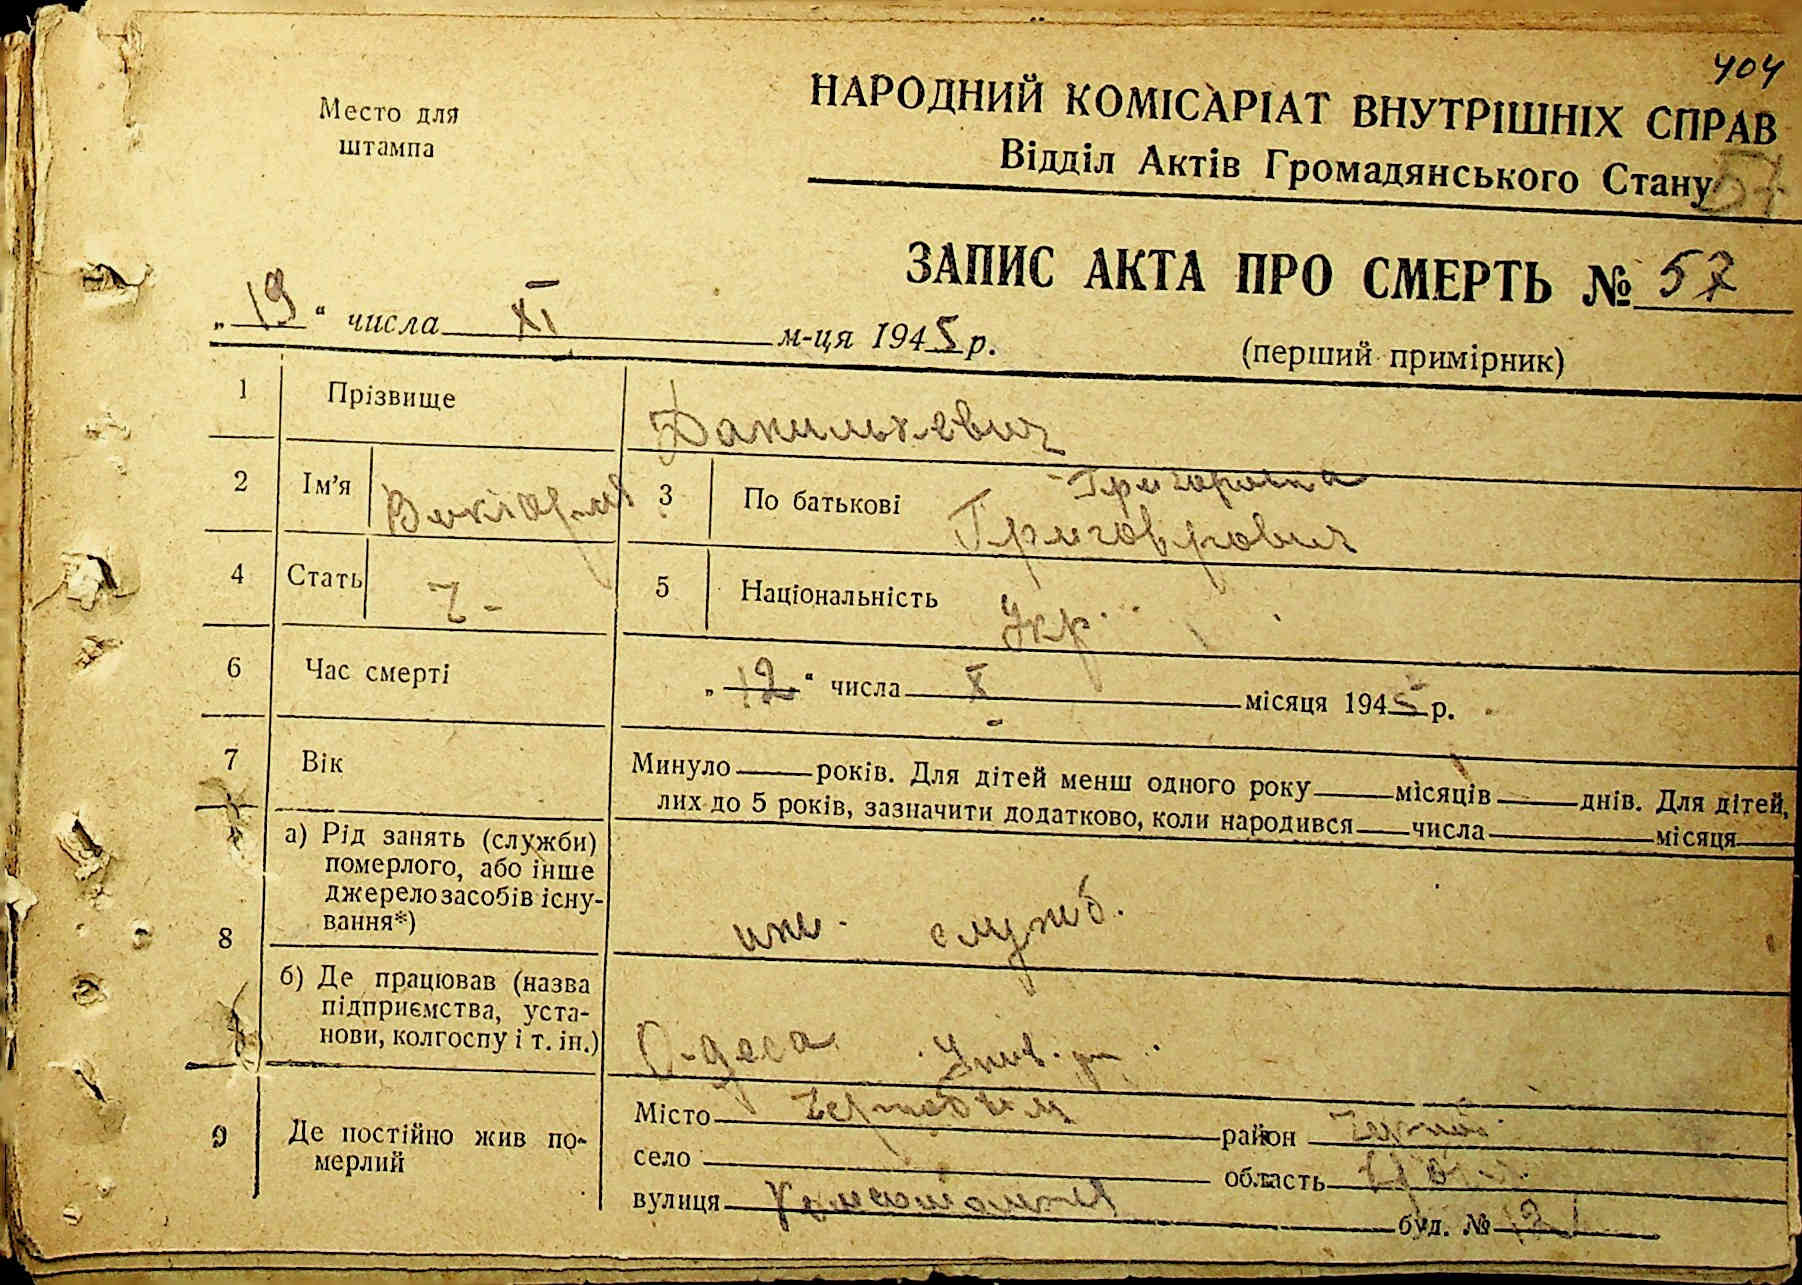 404
Место для
штампа
НАРОДНИЙ КОМІСАРІАТ ВНУТРІШНІХ СПРАВ
Відділ Актів Громадянського Стану
57
ЗАПИС АКТА ПРО СМЕРТЬ № 57
„19“ числа XI м-ця 1945 р.
(перший примірник)
1 Прізвище Данилькевич
2 Ім’я 3 По батькові Григорович
4 Стать ч- 5 Національність Укр.
6 Час смерті „12“ числа X місяця 1945 р.
7 Вік Минуло років. Для дітей менш одного року місяців днів. Для дітей,
лих до 5 років, зазначити додатково, коли народився числа місяця
8 а) Рід занять (служби)
померлого, або інше
джерело засобів існу-
вання*)
служб.
б) Де працював (назва
підприємства, уста-
нови, колгоспу і т. ін.)
Одеса
9 Де постійно жив по-
мерлий
Місто район
село область
вулиця буд. №